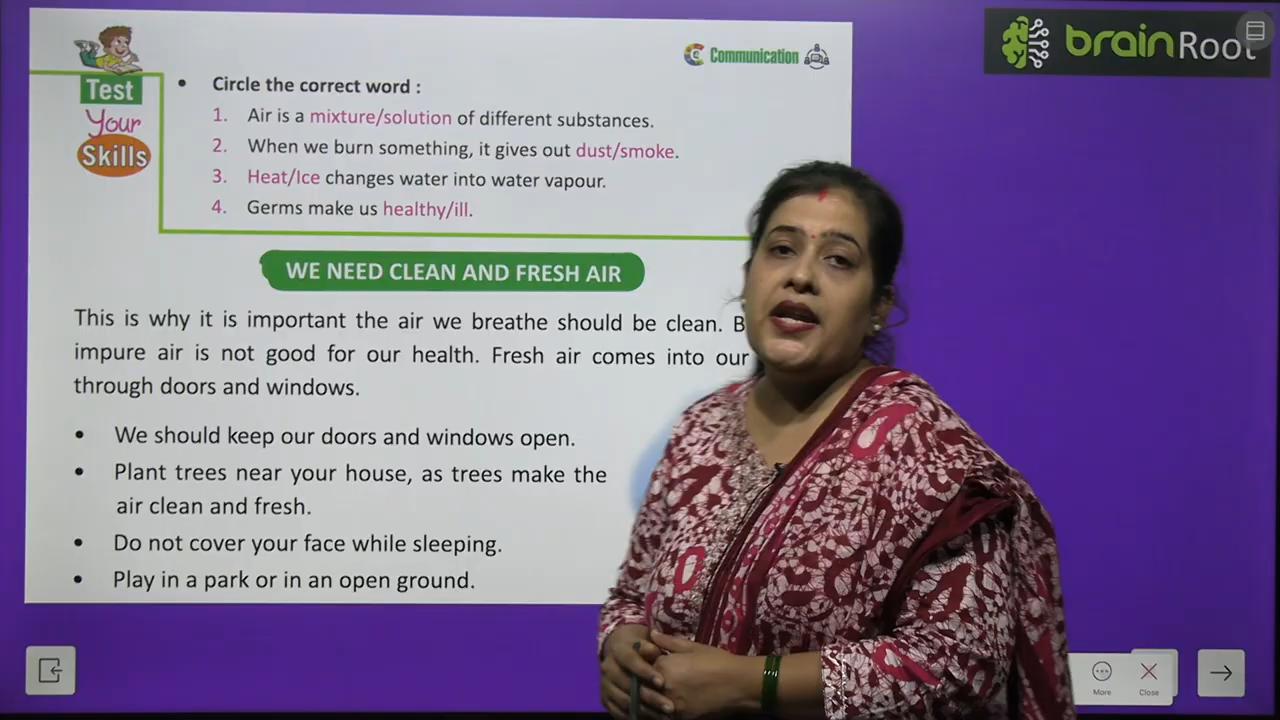 brainRoot
Communication
Test
Your
Skills
• Circle the correct word :
1. Air is a mixture/solution of different substances.
2. When we burn something, it gives out dust/smoke.
3. Heat/Ice changes water into water vapour.
4. Germs make us healthy/ill.
WE NEED CLEAN AND FRESH AIR
This is why it is important the air we breathe should be clean.
impure air is not good for our health. Fresh air comes into our
through doors and windows.
• We should keep our doors and windows open.
• Plant trees near your house, as trees make the
air clean and fresh.
• Do not cover your face while sleeping.
• Play in a park or in an open ground.
More
Close